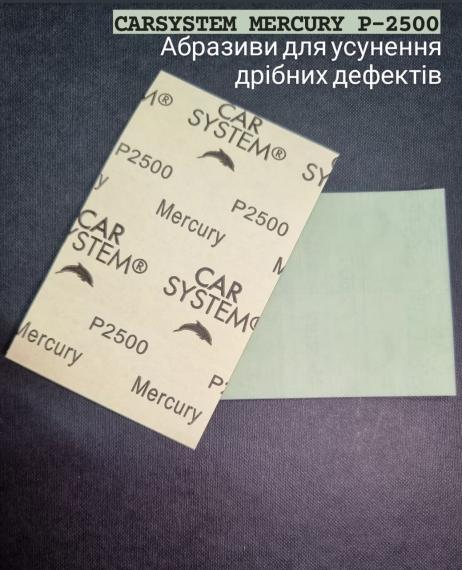 CARSYSTEM MERCURY P-2500
Абразиви для усунення
дрібних дефектів
CAR
SYSTEM®
P2500
Mercury
P2500
CAR
SYSTEM®
CAR
SYSTEM®
P2500
Mercury
Mercury